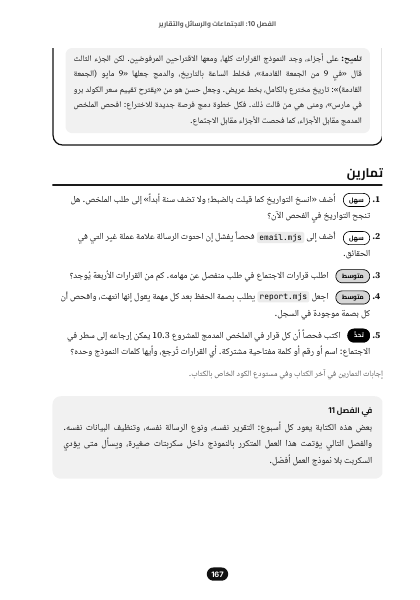 الفصل 10: الاجتماعات والرسائل والتقارير
تلميح: على أجزاء، وجد النموذج القرارات كلها، ومعها الاقتراحين المرفوضين. لكن الجزء الثالث
قال «في 9 من الجمعة القادمة»، فخلط الساعة بالتاريخ، والدمج جعلها «9 مايو (الجمعة
القادمة)»: تاريخ مخترع بالكامل، بخط عريض. وجعل حسن هو من «يقترح تقييم سعر الكولد برو
في مارس»، ومنى هي من قالت ذلك. فكل خطوة دمج فرصة جديدة للاختراع: افحص الملخص
المدمج مقابل الأجزاء، كما فحصت الأجزاء مقابل الاجتماع.
تمارين
1. سهل أضف «انسخ التواريخ كما قيلت بالضبط؛ ولا تضف سنة أبداً» إلى طلب الملخص. هل
تنجح التواريخ في الفحص الآن؟
2. سهل أضف إلى email.mjs فحصاً يفشل إن احتوت الرسالة علامة عملة غير التي في
الحقائق.
3. متوسط اطلب قرارات الاجتماع في طلب منفصل عن مهامه. كم من القرارات الأربعة يُوجد؟
4. متوسط اجعل report.mjs يطلب بصمة الحفظ بعد كل مهمة يقول إنها انتهت، وافحص أن
كل بصمة موجودة في السجل.
5. تحدٍّ اكتب فحصاً أن كل قرار في الملخص المدمج للمشروع 10.3 يمكن إرجاعه إلى سطر في
الاجتماع: اسم أو رقم أو كلمة مفتاحية مشتركة. أي القرارات تُرجع، وأيها كلمات النموذج وحده؟
إجابات التمارين في آخر الكتاب وفي مستودع الكود الخاص بالكتاب.
في الفصل 11
بعض هذه الكتابة يعود كل أسبوع: التقرير نفسه، ونوع الرسالة نفسه، وتنظيف البيانات نفسه.
والفصل التالي يؤتمت هذا العمل المتكرر بالنموذج داخل سكربتات صغيرة، ويسأل متى يؤدي
السكربت بلا نموذج العمل أفضل.
167